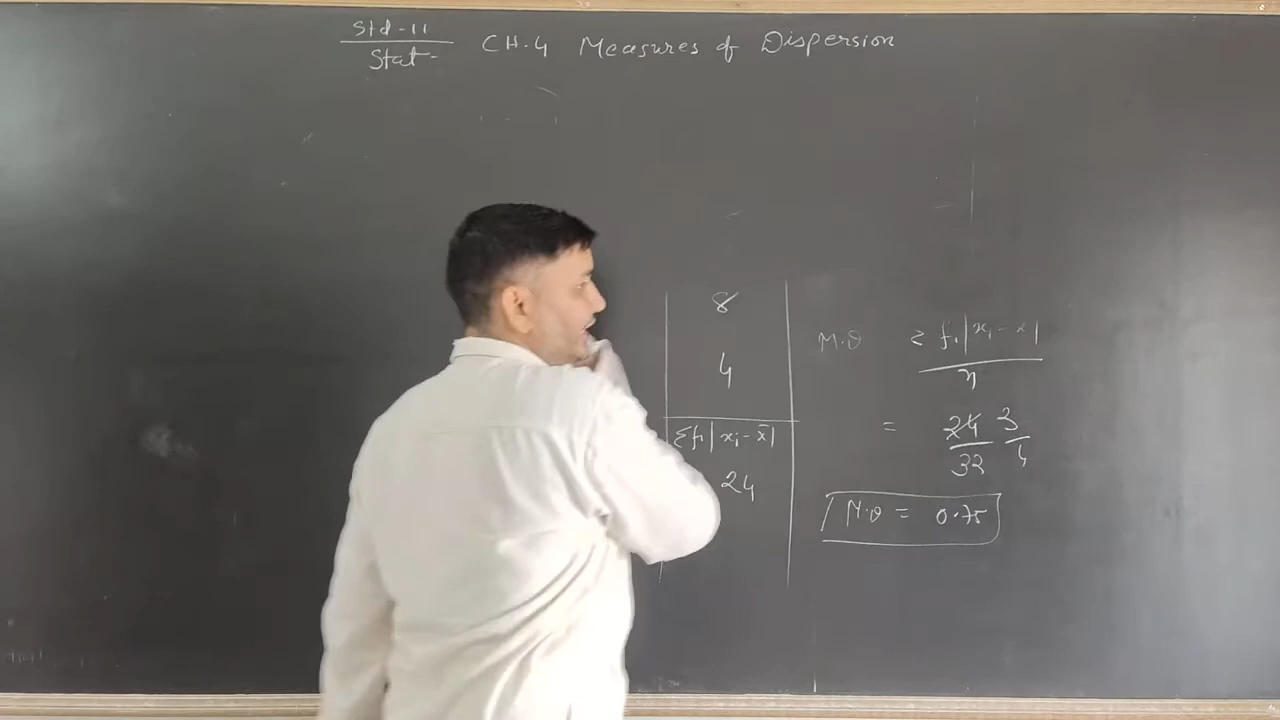 Std-11
Stat-
CH.4 Measures of Dispersion
8
4
Σfi|xi-x̄|
24
M.D
Σ fi|xi-x̄|
n
= 24 3
32 4
M.D = 0.75